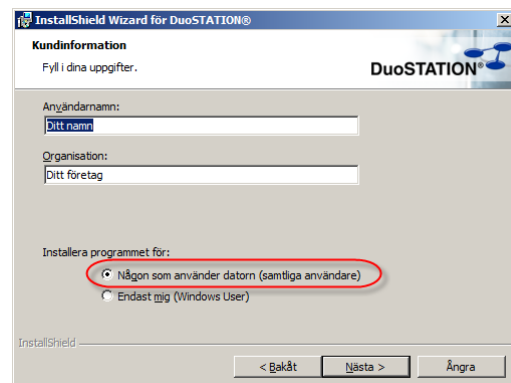 InstallShield Wizard för DuoSTATION®
Kundinformation
Fyll i dina uppgifter.
DuoSTATION®
Användarnamn:
Ditt namn
Organisation:
Ditt företag
Installera programmet för:
Någon som använder datorn (samtliga användare)
Endast mig (Windows User)
InstallShield
< Bakåt
Nästa >
Ångra